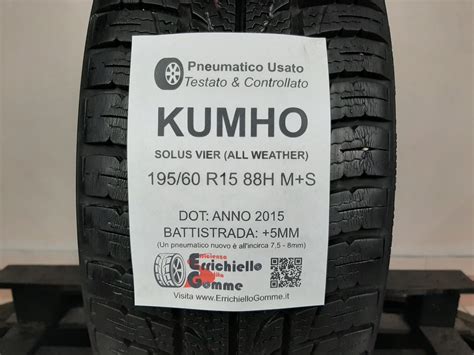 Pneumatico Usato
Testato & Controllato
KUMHO
SOLUS VIER (ALL WEATHER)
195/60 R15 88H M+S
DOT: ANNO 2015
BATTISTRADA: +5MM
(Un pneumatico nuovo è all'incirca 7,5 - 8mm)
Efficienza
Errichiello
Gomme
Visita www.ErrichielloGomme.it